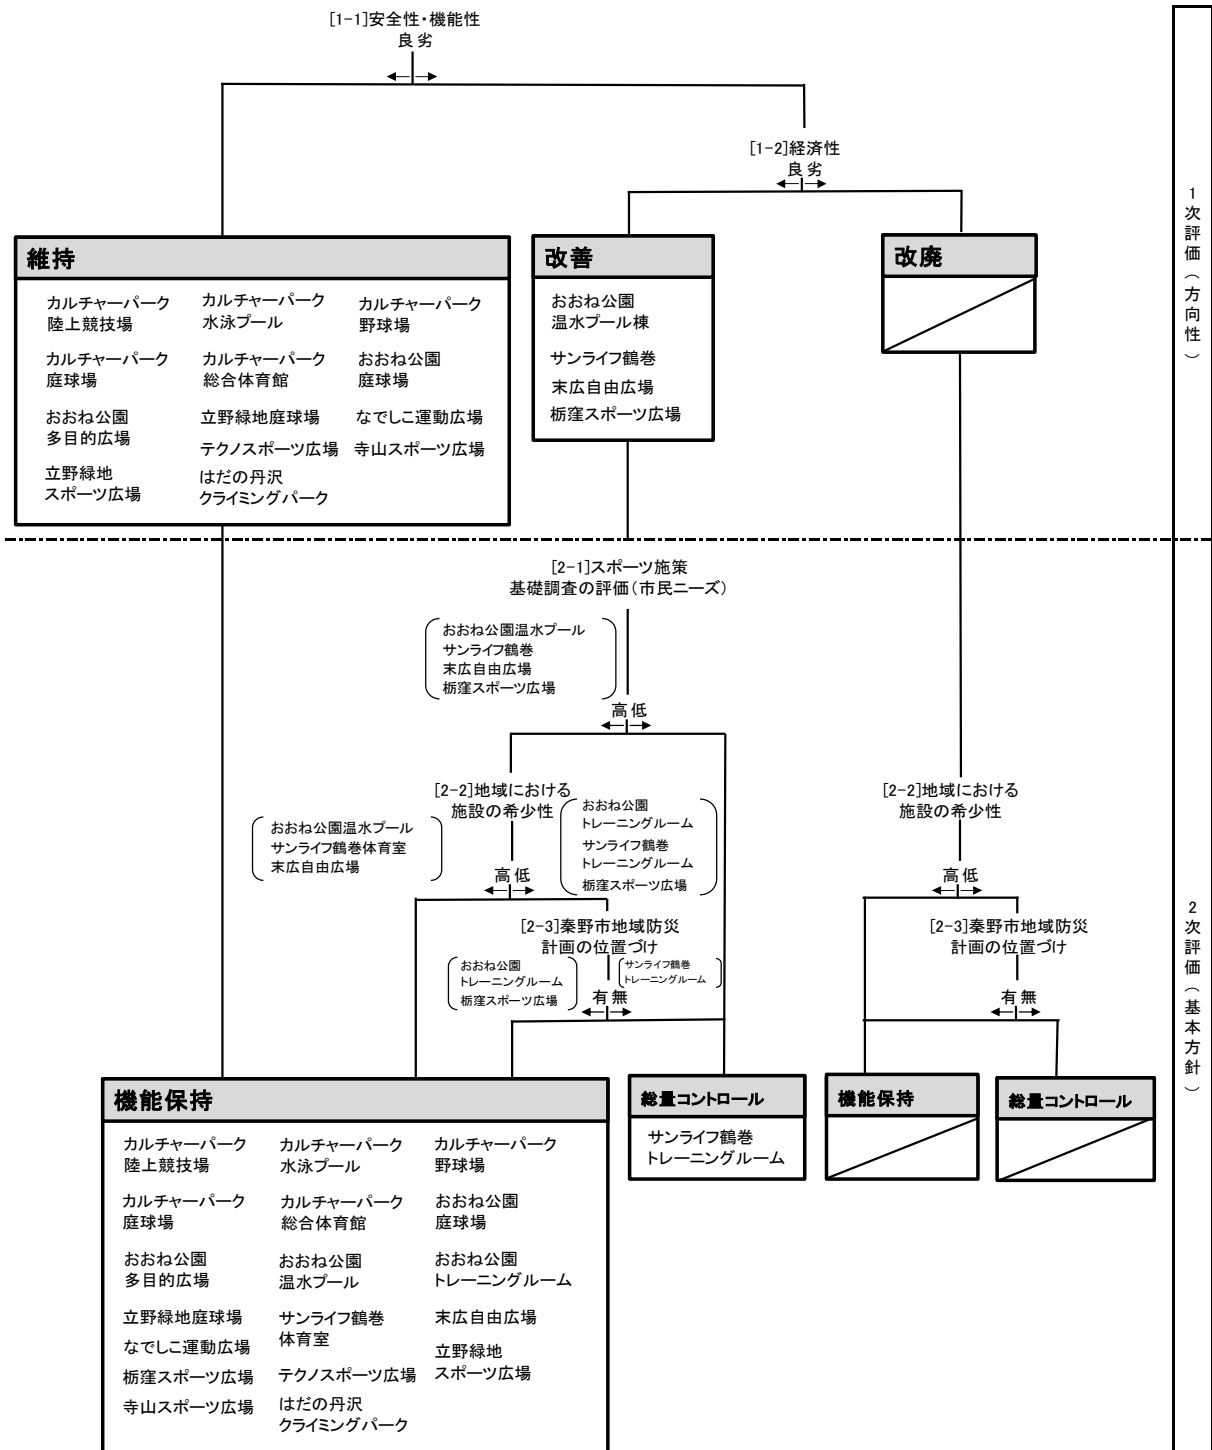 [1-1]安全性・機能性
良 劣
[1-2]経済性
良 劣
維持
カルチャーパーク
陸上競技場
カルチャーパーク
水泳プール
カルチャーパーク
野球場
カルチャーパーク
庭球場
カルチャーパーク
総合体育館
おおね公園
庭球場
おおね公園
多目的広場
立野緑地庭球場
なでしこ運動広場
テクノスポーツ広場
寺山スポーツ広場
立野緑地
スポーツ広場
はだの丹沢
クライミングパーク
改善
おおね公園
温水プール棟
サンライフ鶴巻
末広自由広場
栃窪スポーツ広場
改廃
1次評価（方向性）
[2-1]スポーツ施策
基礎調査の評価(市民ニーズ)
おおね公園温水プール
サンライフ鶴巻
末広自由広場
栃窪スポーツ広場
高 低
[2-2]地域における
施設の希少性
おおね公園温水プール
サンライフ鶴巻体育室
末広自由広場
おおね公園
トレーニングルーム
サンライフ鶴巻
トレーニングルーム
栃窪スポーツ広場
高 低
[2-3]秦野市地域防災
計画の位置づけ
おおね公園
トレーニングルーム
栃窪スポーツ広場
サンライフ鶴巻
トレーニングルーム
有 無
[2-2]地域における
施設の希少性
高 低
[2-3]秦野市地域防災
計画の位置づけ
有 無
2次評価（基本方針）
機能保持
カルチャーパーク
陸上競技場
カルチャーパーク
水泳プール
カルチャーパーク
野球場
カルチャーパーク
庭球場
カルチャーパーク
総合体育館
おおね公園
庭球場
おおね公園
多目的広場
おおね公園
温水プール
おおね公園
トレーニングルーム
立野緑地庭球場
サンライフ鶴巻
体育室
末広自由広場
なでしこ運動広場
立野緑地
スポーツ広場
栃窪スポーツ広場
テクノスポーツ広場
寺山スポーツ広場
はだの丹沢
クライミングパーク
総量コントロール
サンライフ鶴巻
トレーニングルーム
機能保持
総量コントロール